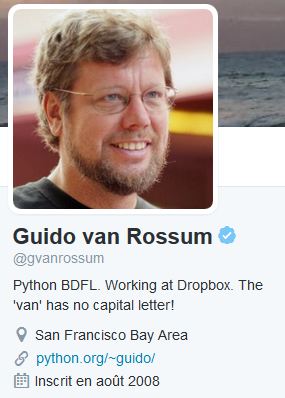 Guido van Rossum
@gvanrossum
Python BDFL. Working at Dropbox. The
'van' has no capital letter!
San Francisco Bay Area
python.org/~guido/
Inscrit en août 2008